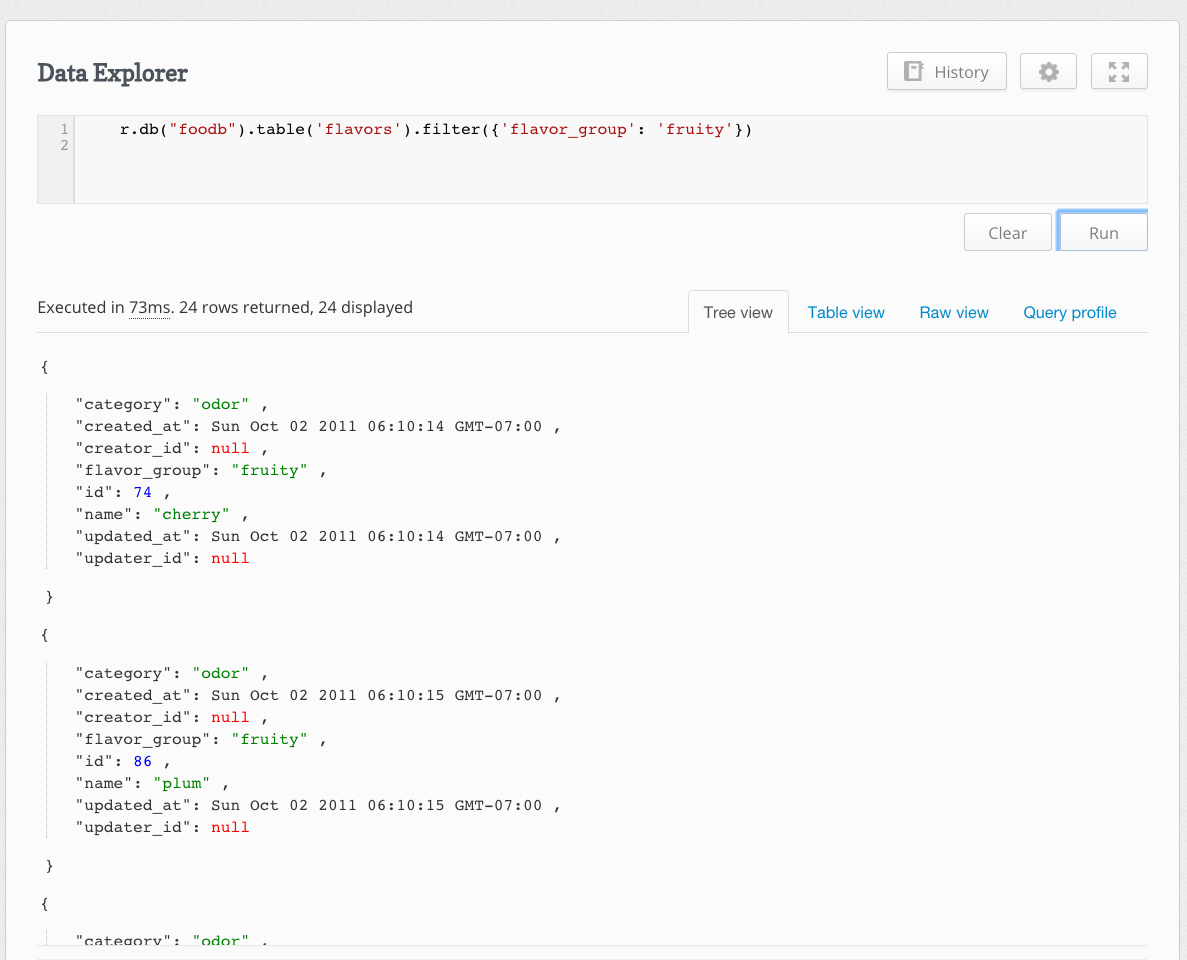 Data Explorer
History
1 r.db("foodb").table('flavors').filter({'flavor_group': 'fruity'})
2
Clear Run
Executed in 73ms. 24 rows returned, 24 displayed
Tree view Table view Raw view Query profile
{
"category": "odor" ,
"created_at": Sun Oct 02 2011 06:10:14 GMT-07:00 ,
"creator_id": null ,
"flavor_group": "fruity" ,
"id": 74 ,
"name": "cherry" ,
"updated_at": Sun Oct 02 2011 06:10:14 GMT-07:00 ,
"updater_id": null
}
{
"category": "odor" ,
"created_at": Sun Oct 02 2011 06:10:15 GMT-07:00 ,
"creator_id": null ,
"flavor_group": "fruity" ,
"id": 86 ,
"name": "plum" ,
"updated_at": Sun Oct 02 2011 06:10:15 GMT-07:00 ,
"updater_id": null
}
{
"category": "odor" ,